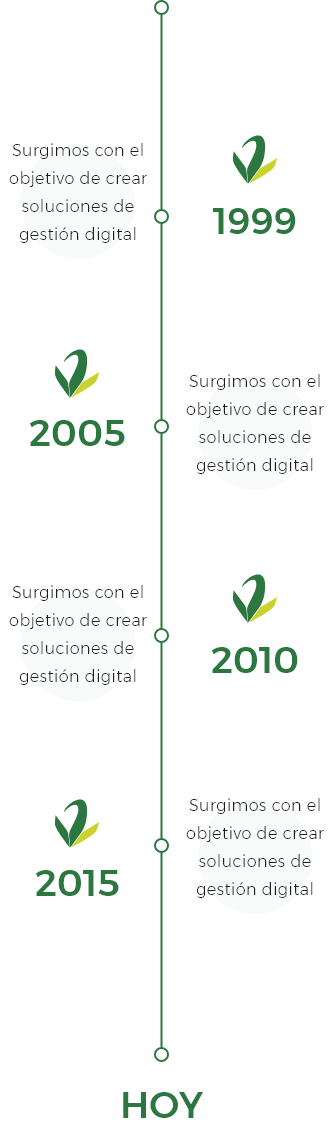 Surgimos con el
objetivo de crear
soluciones de
gestión digital
1999
2005
Surgimos con el
objetivo de crear
soluciones de
gestión digital
Surgimos con el
objetivo de crear
soluciones de
gestión digital
2010
2015
Surgimos con el
objetivo de crear
soluciones de
gestión digital
HOY